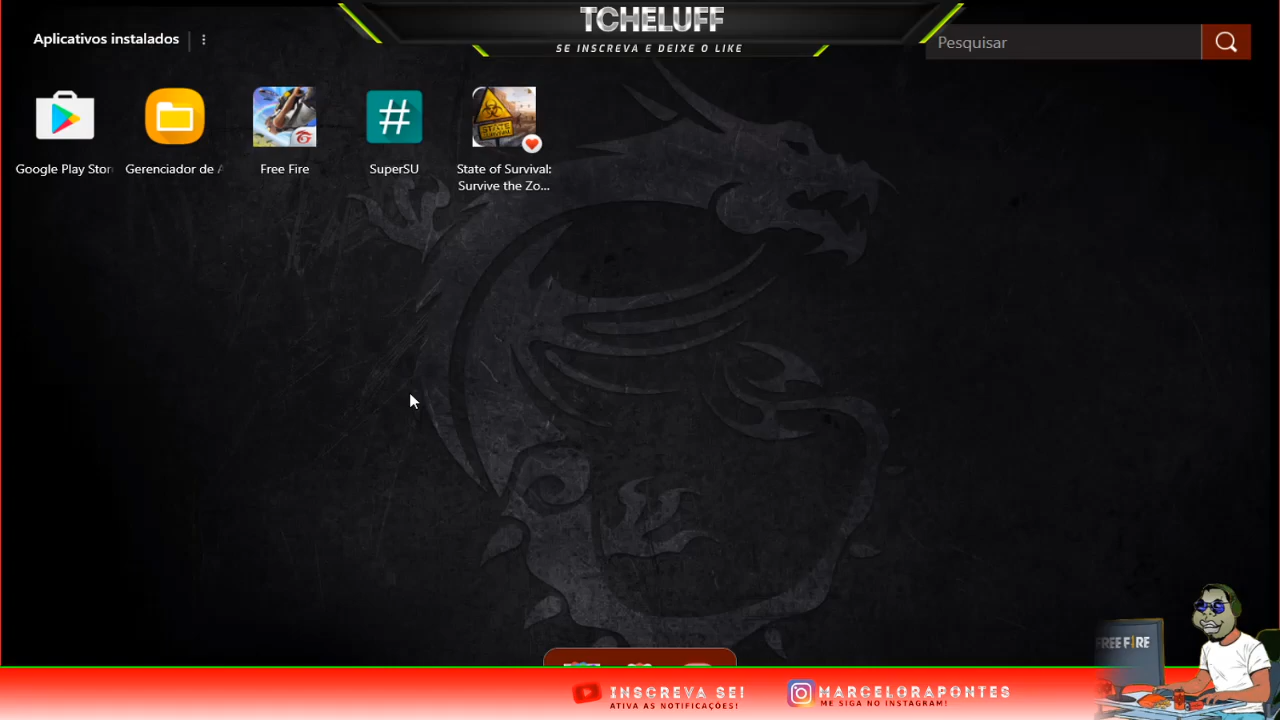 TCHELUFF
SE INSCREVA E DEIXE O LIKE
Aplicativos instalados
Pesquisar
Google Play Stor
Gerenciador de A
Free Fire
SuperSU
State of Survival:
Survive the Zo...
STATE
FREE FIRE
INSCREVA SE!
ATIVA AS NOTIFICAÇÕES!
MARCELORAPONTES
ME SIGA NO INSTAGRAM!